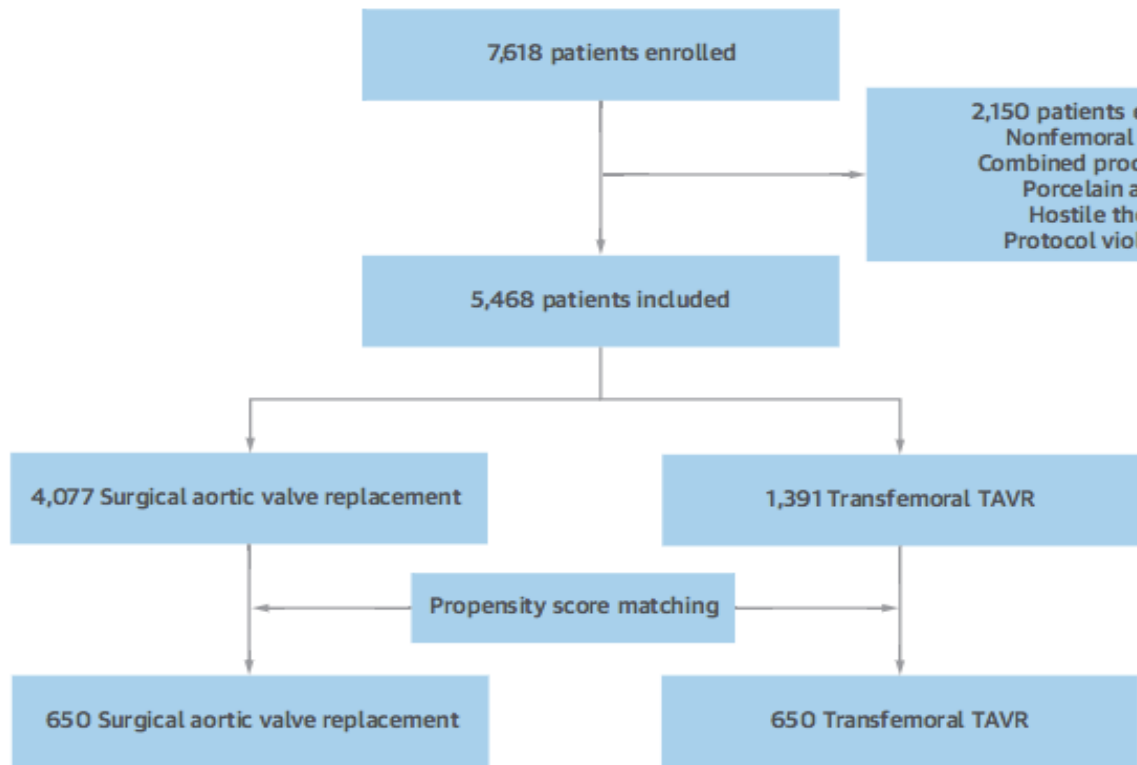 7,618 patients enrolled
2,150 patients
Nonfemoral
Combined
Porcelain
Hostile
Protocol
5,468 patients included
4,077 Surgical aortic valve replacement
1,391 Transfemoral TAVR
Propensity score matching
650 Surgical aortic valve replacement
650 Transfemoral TAVR